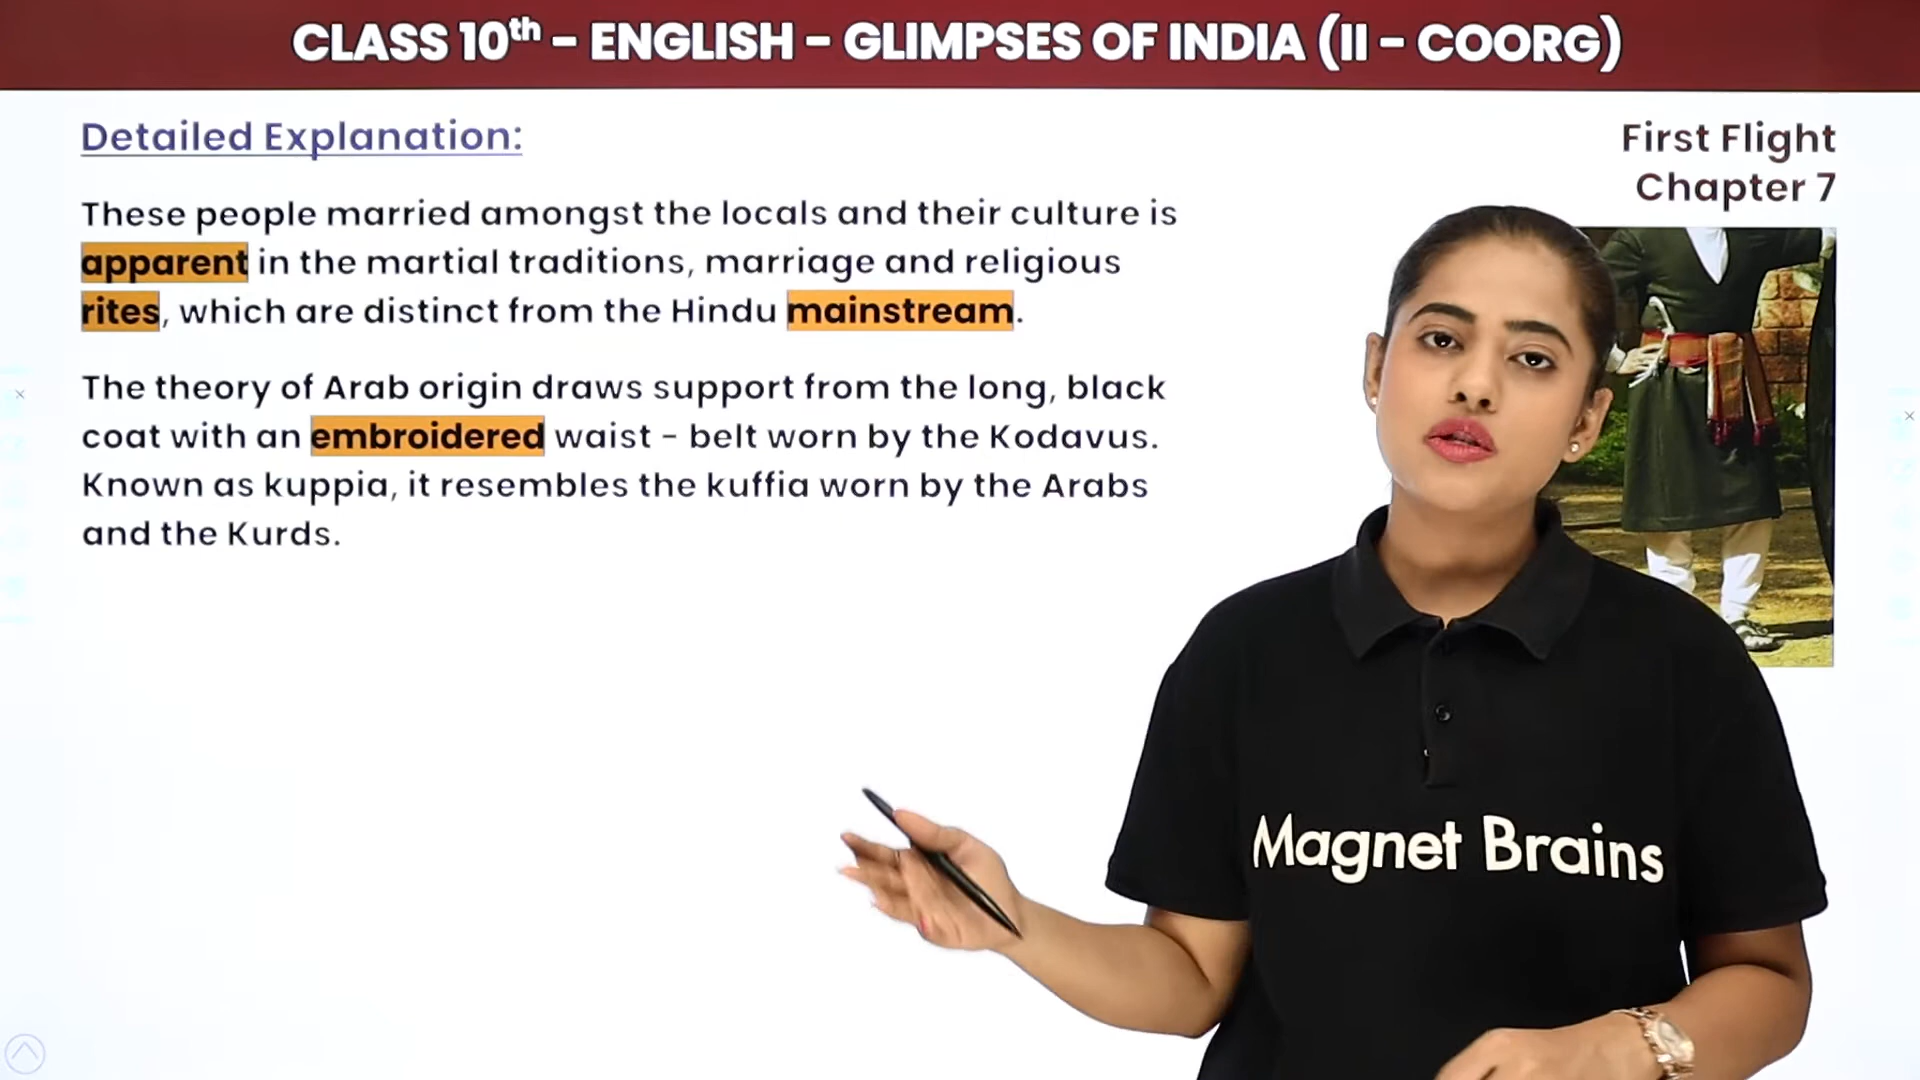 CLASS 10th – ENGLISH – GLIMPSES OF INDIA (II – COORG)
Detailed Explanation:
First Flight
Chapter 7
These people married amongst the locals and their culture is
apparent in the martial traditions, marriage and religious
rites, which are distinct from the Hindu mainstream.
The theory of Arab origin draws support from the long, black
coat with an embroidered waist – belt worn by the Kodavus.
Known as kuppia, it resembles the kuffia worn by the Arabs
and the Kurds.
Magnet Brains